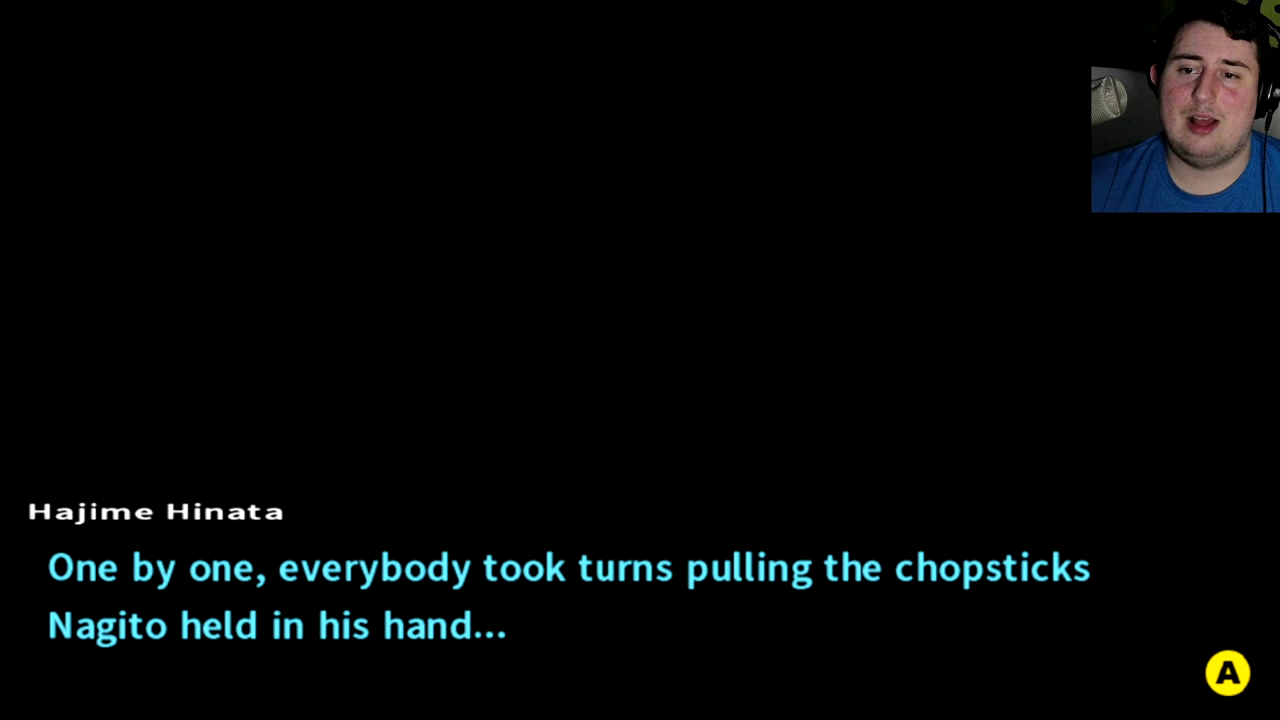 Hajime Hinata
One by one, everybody took turns pulling the chopsticks
Nagito held in his hand...
A